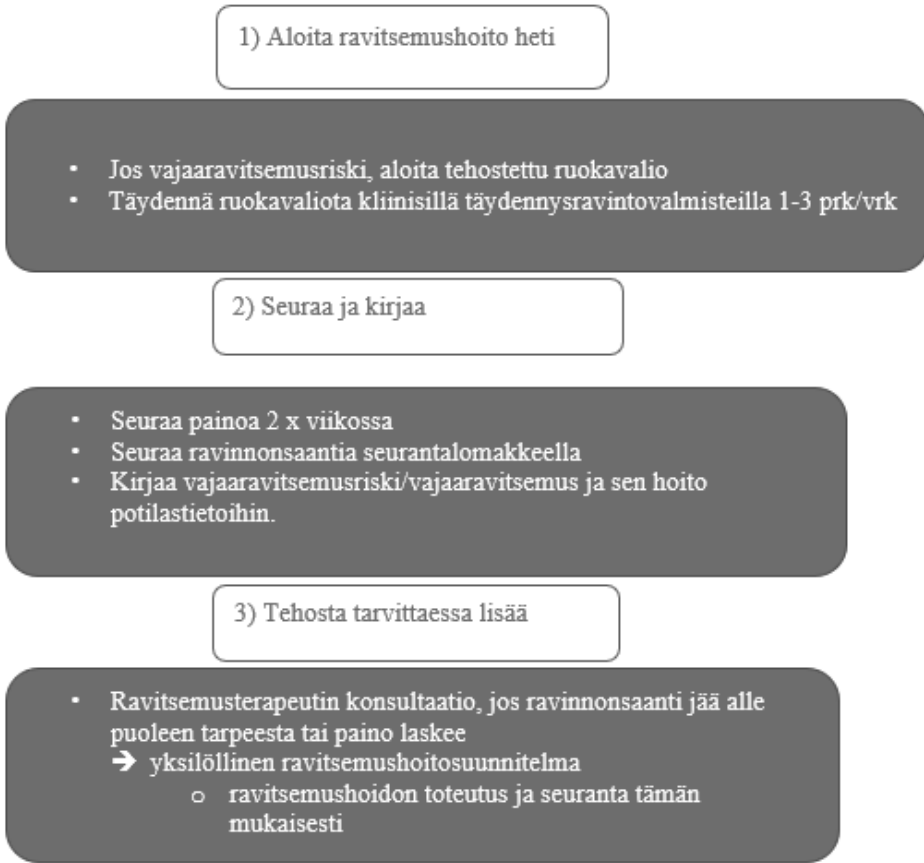 1) Aloita ravitsemushoito heti
• Jos vajaaravitsemusriski, aloita tehostettu ruokavalio
• Täydennä ruokavaliota kliinisillä täydennysravintovalmisteilla 1-3 prk/vrk
2) Seuraa ja kirjaa
• Seuraa painoa 2 x viikossa
• Seuraa ravinnonsaantia seurantalomakkeella
• Kirjaa vajaaravitsemusriski/vajaaravitsemus ja sen hoito
potilastietoihin.
3) Tehosta tarvittaessa lisää
• Ravitsemusterapeutin konsultaatio, jos ravinnonsaanti jää alle
puoleen tarpeesta tai paino laskee
➔ yksilöllinen ravitsemushoitosuunnitelma
o ravitsemushoidon toteutus ja seuranta tämän
mukaisesti